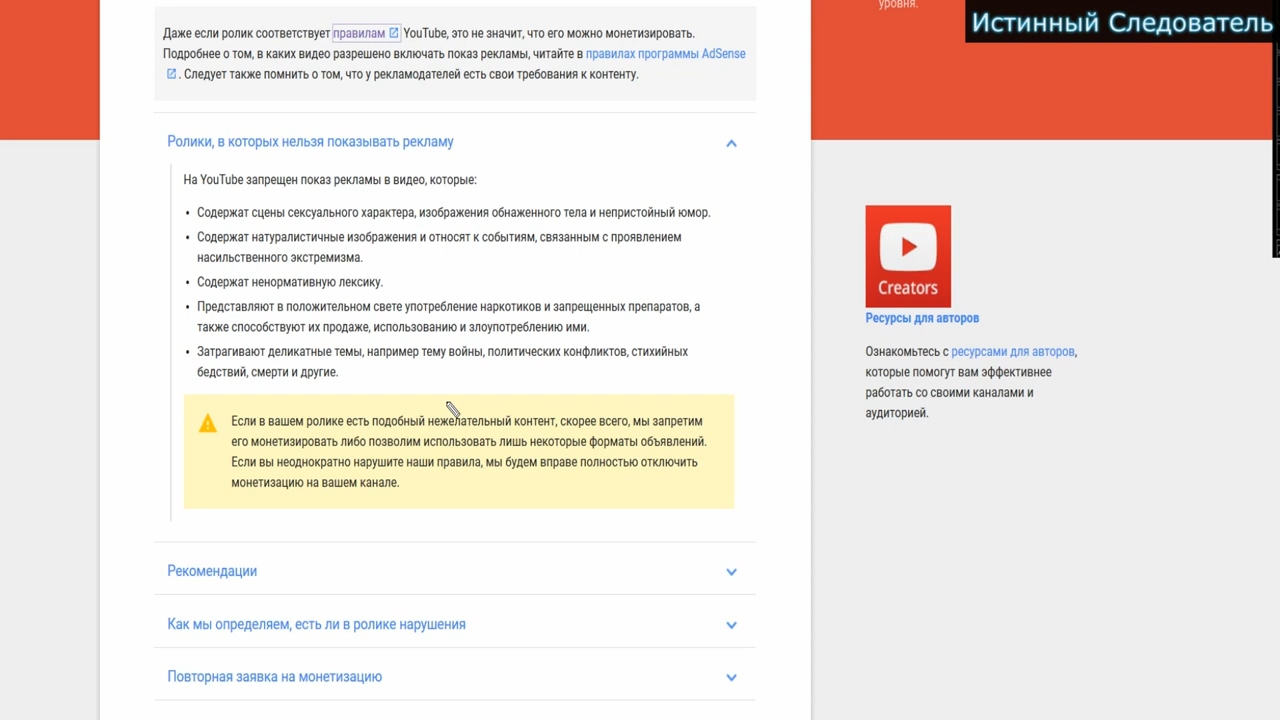 уровня.
Истинный Следователь
Даже если ролик соответствует правилам YouTube, это не значит, что его можно монетизировать.
Подробнее о том, в каких видео разрешено включать показ рекламы, читайте в правилах программы AdSense
. Следует также помнить о том, что у рекламодателей есть свои требования к контенту.
Ролики, в которых нельзя показывать рекламу
На YouTube запрещен показ рекламы в видео, которые:
• Содержат сцены сексуального характера, изображения обнаженного тела и непристойный юмор.
• Содержат натуралистичные изображения и относят к событиям, связанным с проявлением
насильственного экстремизма.
• Содержат ненормативную лексику.
• Представляют в положительном свете употребление наркотиков и запрещенных препаратов, а
также способствуют их продаже, использованию и злоупотреблению ими.
• Затрагивают деликатные темы, например тему войны, политических конфликтов, стихийных
бедствий, смерти и другие.
Если в вашем ролике есть подобный нежелательный контент, скорее всего, мы запретим
его монетизировать либо позволим использовать лишь некоторые форматы объявлений.
Если вы неоднократно нарушите наши правила, мы будем вправе полностью отключить
монетизацию на вашем канале.
Рекомендации
Как мы определяем, есть ли в ролике нарушения
Повторная заявка на монетизацию
Creators
Ресурсы для авторов
Ознакомьтесь с ресурсами для авторов,
которые помогут вам эффективнее
работать со своими каналами и
аудиторией.